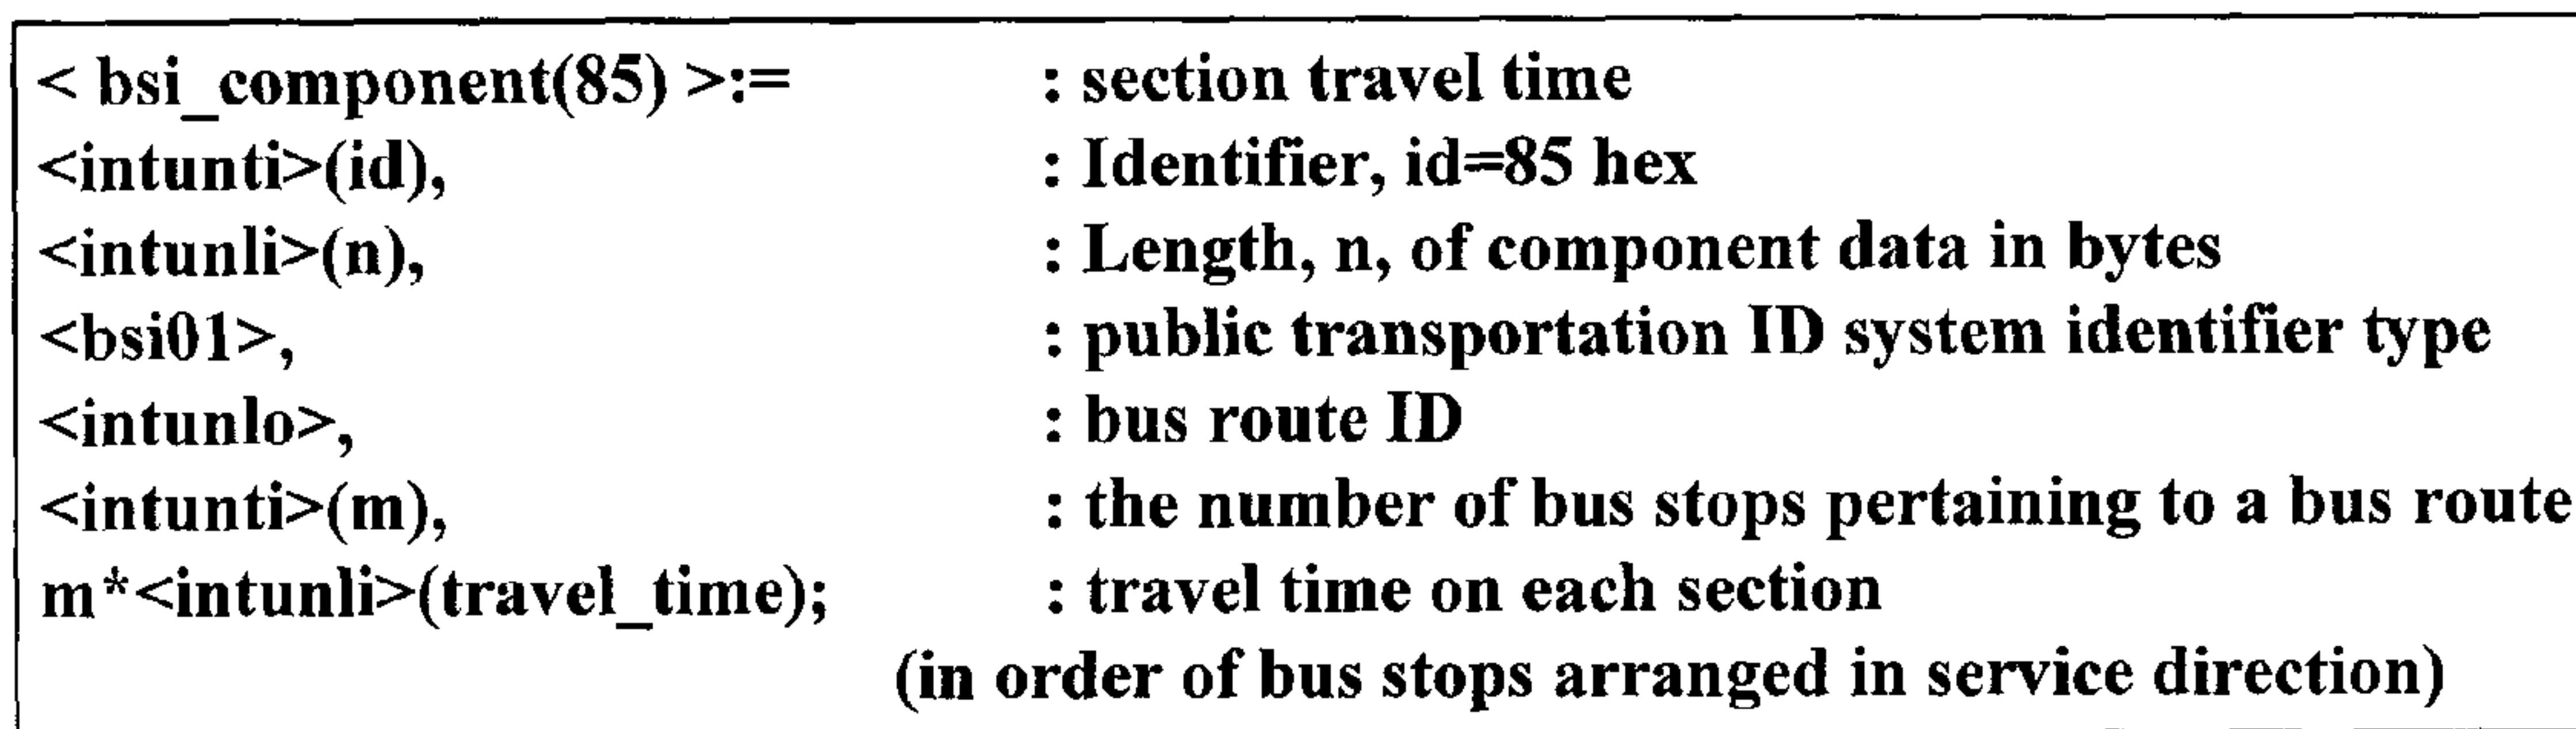 < bsi_component(85) >:= : section travel time
<intunti>(id), : Identifier, id=85 hex
<intunli>(n), : Length, n, of component data in bytes
<bsi01>, : public transportation ID system identifier type
<intunlo>, : bus route ID
<intunti>(m), : the number of bus stops pertaining to a bus route
m*<intunli>(travel_time); : travel time on each section
(in order of bus stops arranged in service direction)